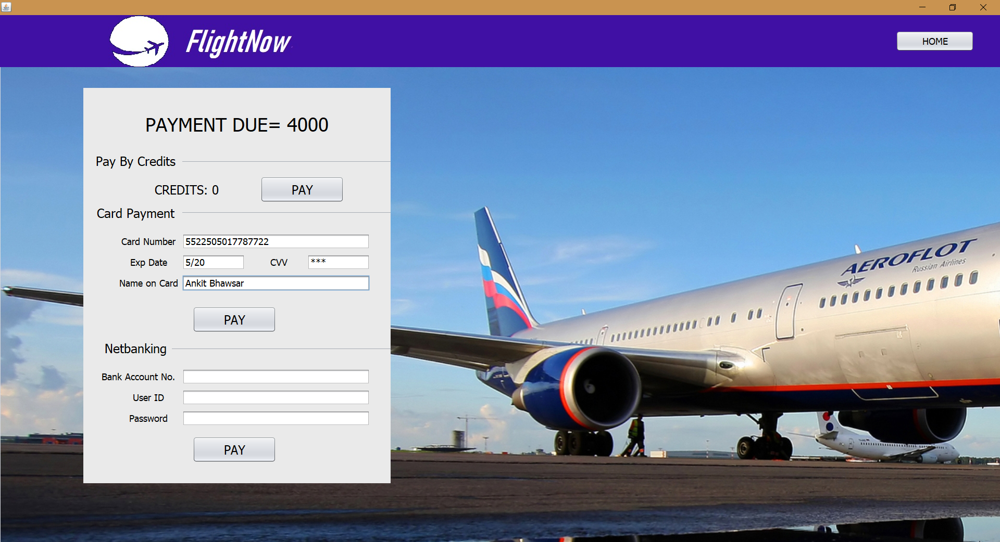 FlightNow
HOME
PAYMENT DUE= 4000
Pay By Credits
CREDITS: 0 PAY
Card Payment
Card Number 5522505017787722
Exp Date 5/20 CVV ***
Name on Card Ankit Bhawsar
PAY
Netbanking
Bank Account No.
User ID
Password
PAY
AEROFLOT
Russian Airlines